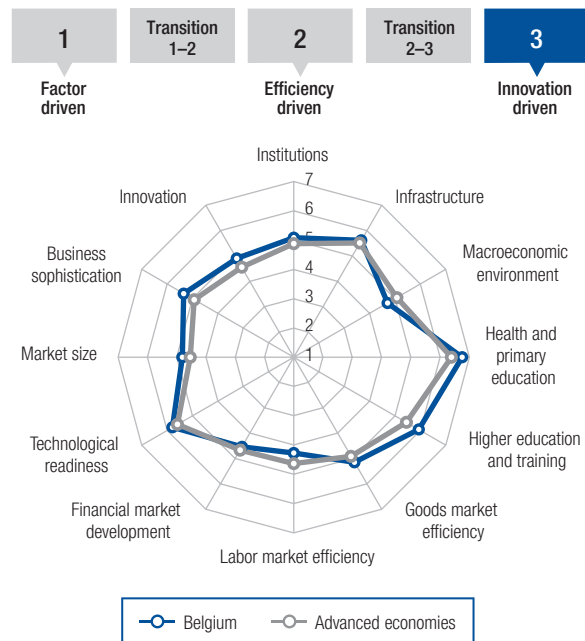 1
Transition
1–2
2
Transition
2–3
3
Factor
driven
Efficiency
driven
Innovation
driven
Institutions
7
6
5
4
3
2
1
Infrastructure
Macroeconomic
environment
Health and
primary
education
Higher education
and training
Goods market
efficiency
Labor market efficiency
Financial market
development
Technological
readiness
Market size
Business
sophistication
Innovation
Belgium
Advanced economies